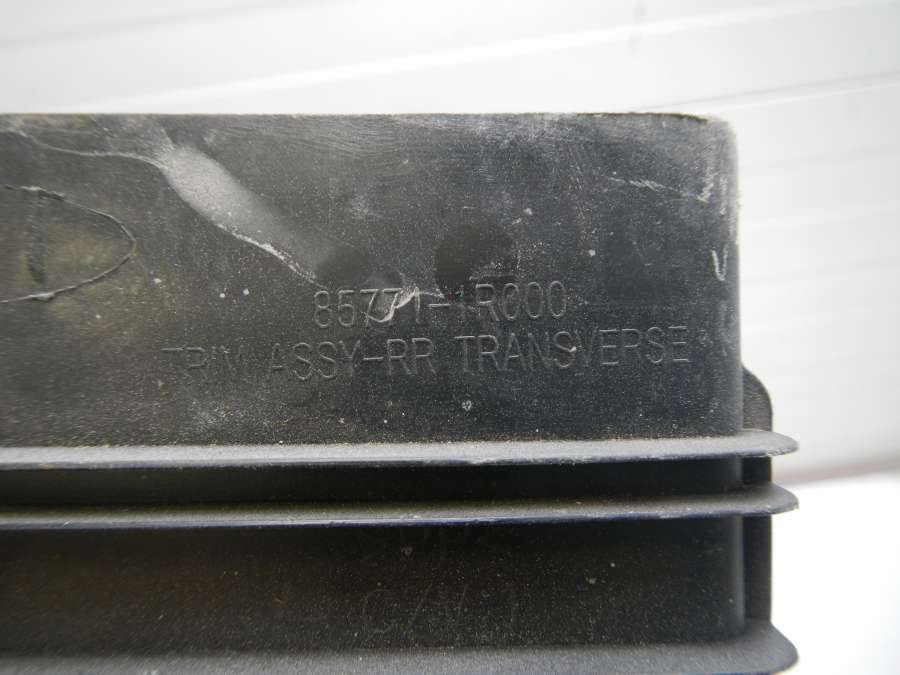 85771-1R000
TRIM ASSY-RR TRANSVERSE